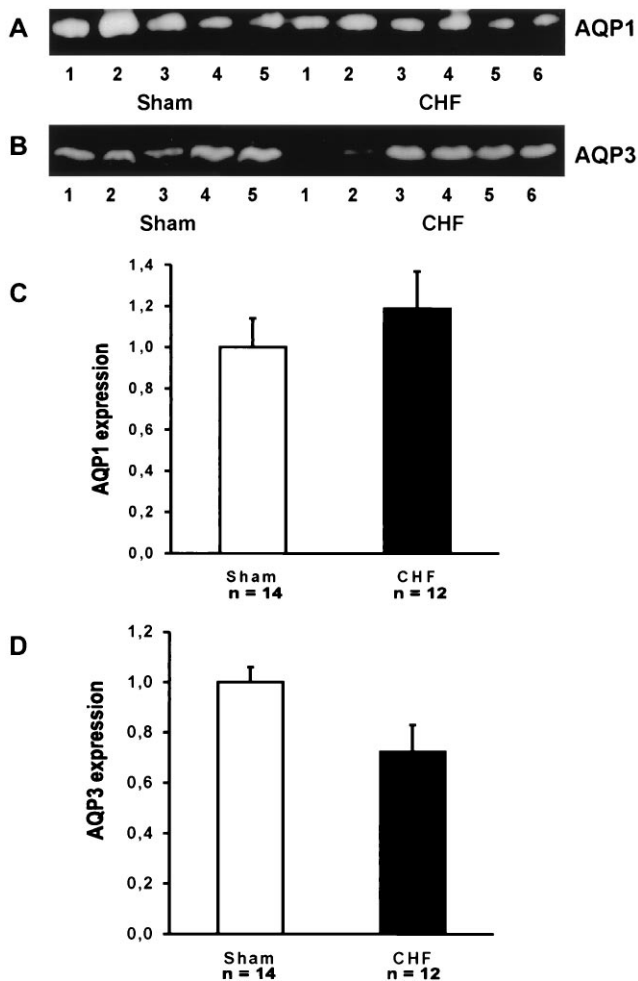 A AQP1
1 2 3 4 5 1 2 3 4 5 6
Sham CHF
B AQP3
1 2 3 4 5 1 2 3 4 5 6
Sham CHF
C
AQP1 expression
1,4
1,2
1,0
0,8
0,6
0,4
0,2
0,0
Sham CHF
n = 14 n = 12
D
AQP3 expression
1,2
1,0
0,8
0,6
0,4
0,2
0,0
Sham CHF
n = 14 n = 12